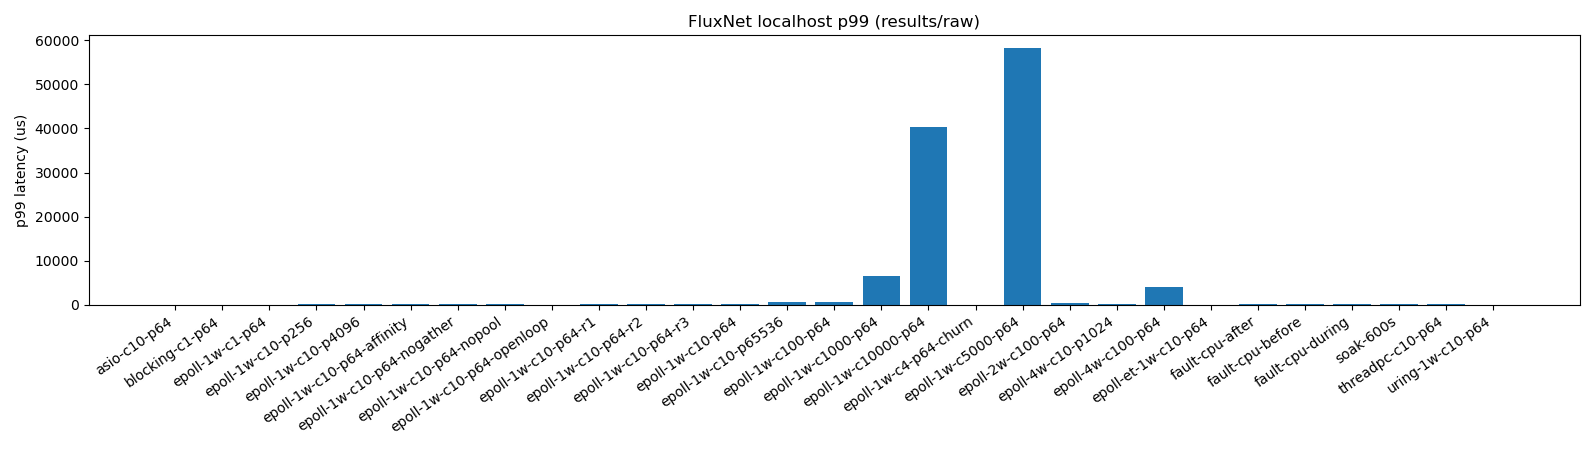 FluxNet localhost p99 (results/raw)
p99 latency (us)
60000
50000
40000
30000
20000
10000
0
asio-c10-p64
blocking-c1-p64
epoll-1w-c1-p64
epoll-1w-c10-p256
epoll-1w-c10-p4096
epoll-1w-c10-p64-affinity
epoll-1w-c10-p64-nogather
epoll-1w-c10-p64-nopool
epoll-1w-c10-p64-openloop
epoll-1w-c10-p64-r1
epoll-1w-c10-p64-r2
epoll-1w-c10-p64-r3
epoll-1w-c10-p64
epoll-1w-c10-p65536
epoll-1w-c100-p64
epoll-1w-c1000-p64
epoll-1w-c10000-p64
epoll-1w-c4-p64-churn
epoll-1w-c5000-p64
epoll-2w-c100-p64
epoll-4w-c10-p1024
epoll-4w-c100-p64
epoll-et-1w-c10-p64
fault-cpu-after
fault-cpu-before
fault-cpu-during
soak-600s
threadpc-c10-p64
uring-1w-c10-p64